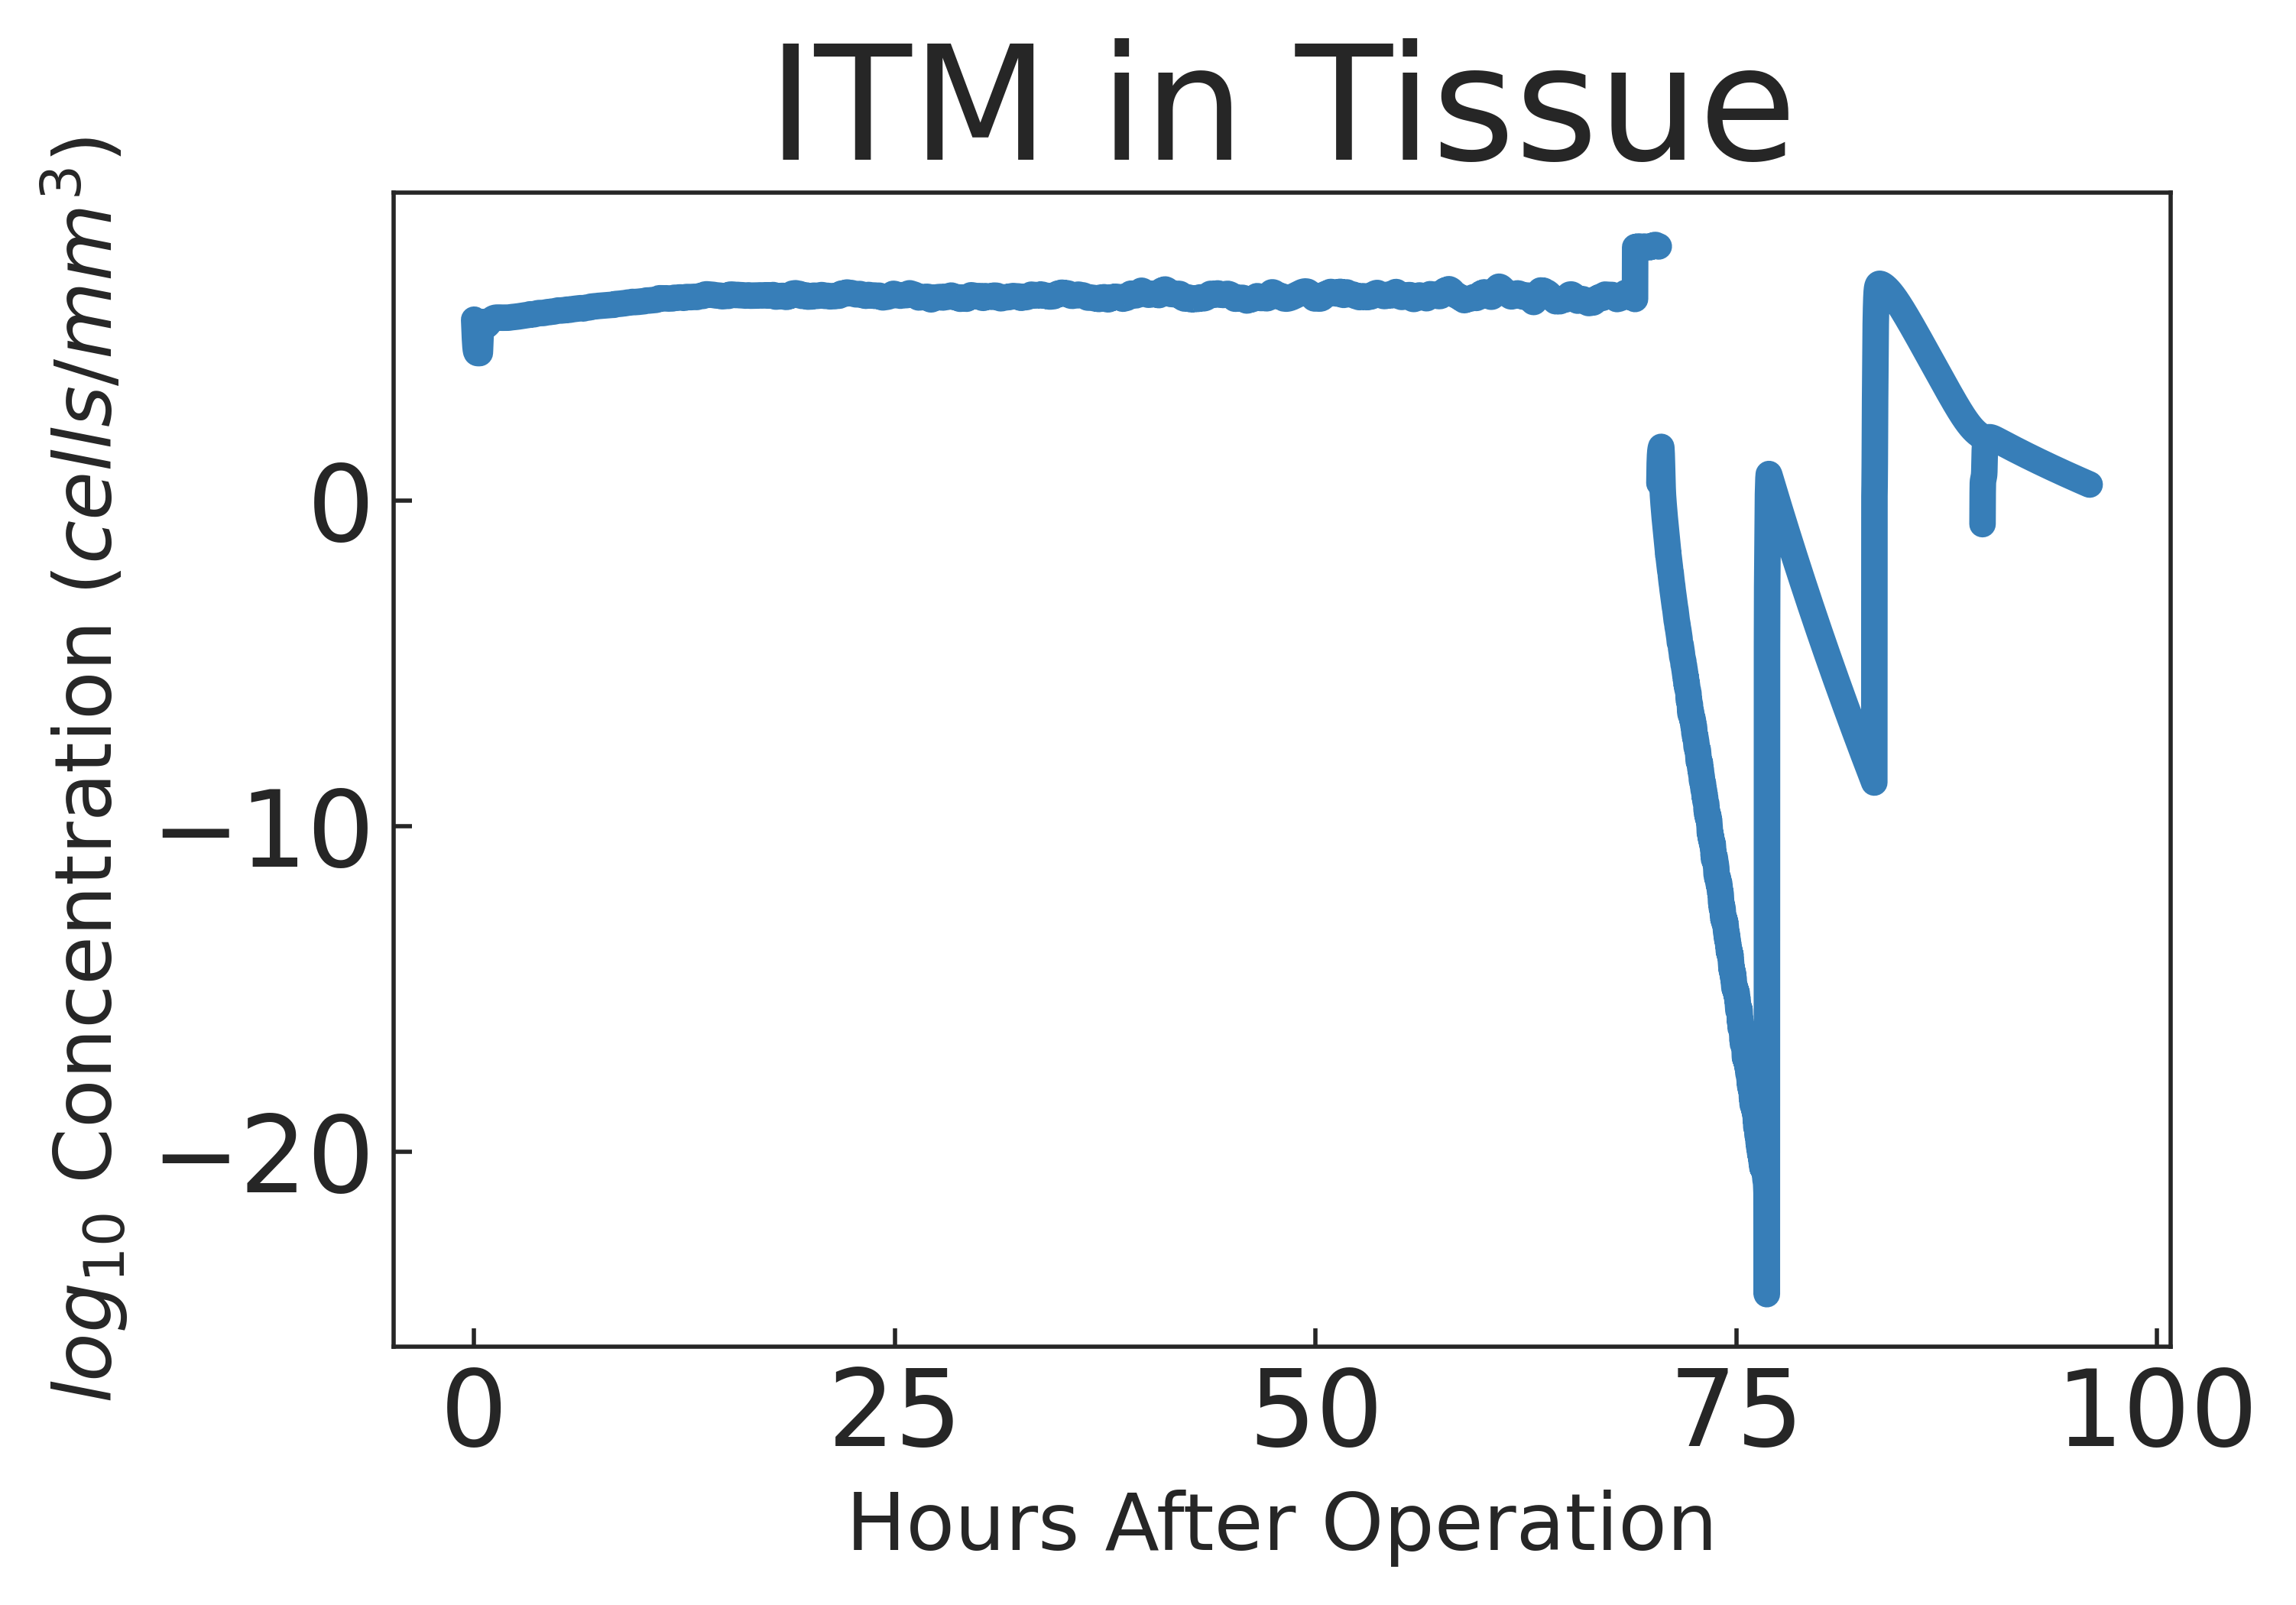 ITM in Tissue
log₁₀ Concentration (cells/mm³)
0
−10
−20
0 25 50 75 100
Hours After Operation